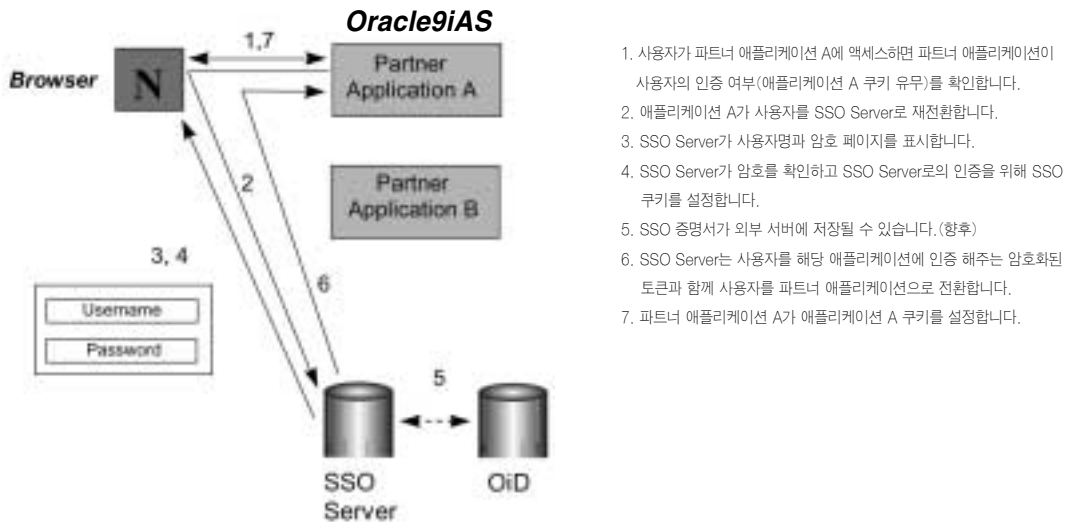 Oracle9iAS
1,7
Browser
N
Partner
Application A
2
Partner
Application B
3, 4
6
Username
Password
5
SSO
Server
OiD
1. 사용자가 파트너 애플리케이션 A에 액세스하면 파트너 애플리케이션이
사용자의 인증 여부(애플리케이션 A 쿠키 유무)를 확인합니다.
2. 애플리케이션 A가 사용자를 SSO Server로 재전환합니다.
3. SSO Server가 사용자명과 암호 페이지를 표시합니다.
4. SSO Server가 암호를 확인하고 SSO Server로의 인증을 위해 SSO
쿠키를 설정합니다.
5. SSO 증명서가 외부 서버에 저장될 수 있습니다.(향후)
6. SSO Server는 사용자를 해당 애플리케이션에 인증 해주는 암호화된
토큰과 함께 사용자를 파트너 애플리케이션으로 전환합니다.
7. 파트너 애플리케이션 A가 애플리케이션 A 쿠키를 설정합니다.